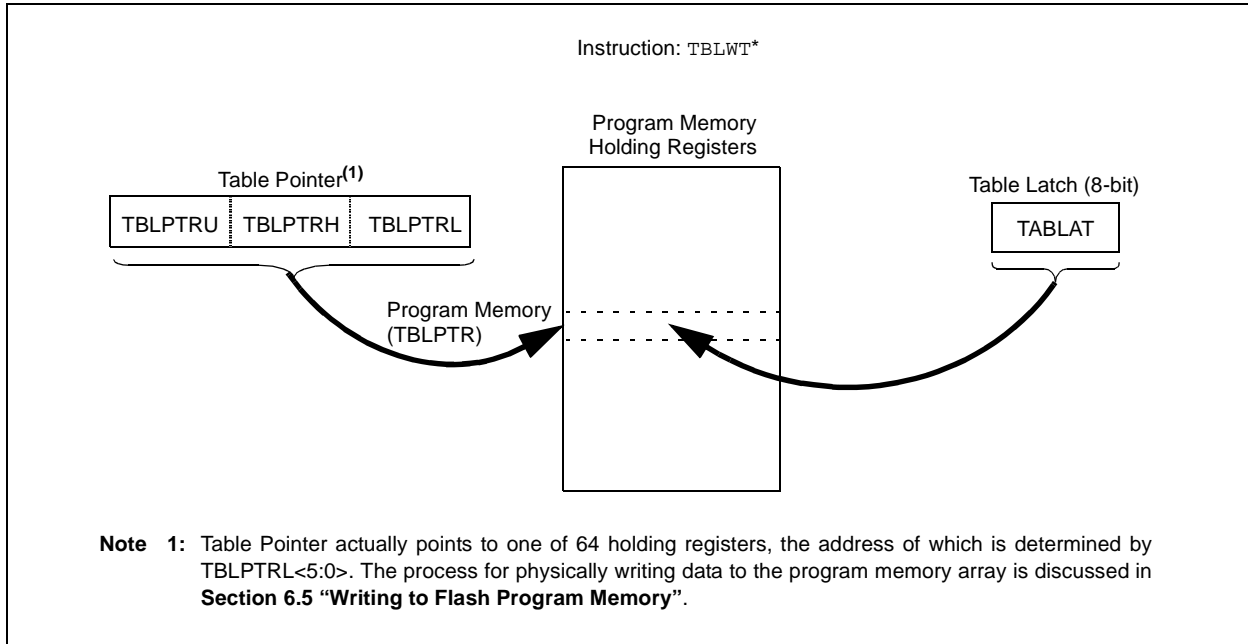 Instruction: TBLWT*
Program Memory
Holding Registers
Table Pointer(1)
Table Latch (8-bit)
TBLPTRU TBLPTRH TBLPTRL
TABLAT
Program Memory
(TBLPTR)
Note 1: Table Pointer actually points to one of 64 holding registers, the address of which is determined by
TBLPTRL<5:0>. The process for physically writing data to the program memory array is discussed in
Section 6.5 “Writing to Flash Program Memory”.